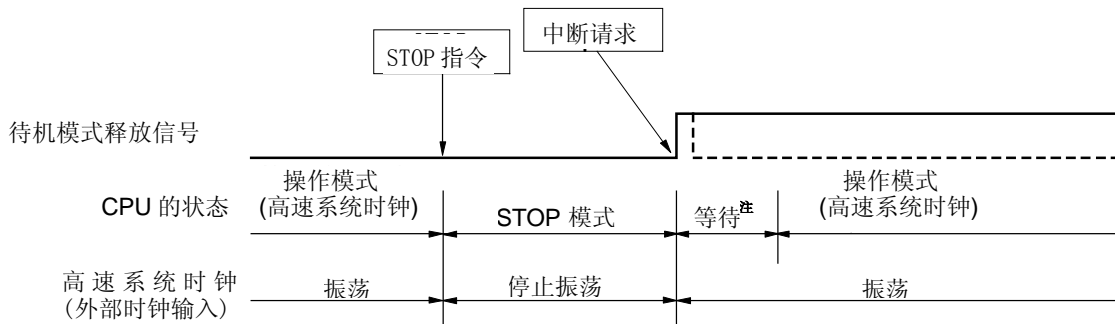 中断请求
STOP 指令
待机模式释放信号
操作模式
(高速系统时钟)
操作模式
(高速系统时钟)
CPU 的状态
STOP 模式
等待注
高速系统时钟
(外部时钟输入)
振荡
停止振荡
振荡